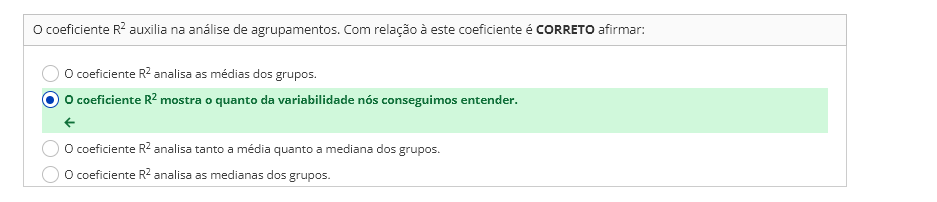 O coeficiente R² auxilia na análise de agrupamentos. Com relação à este coeficiente é CORRETO afirmar:
O coeficiente R² analisa as médias dos grupos.
O coeficiente R² mostra o quanto da variabilidade nós conseguimos entender.
O coeficiente R² analisa tanto a média quanto a mediana dos grupos.
O coeficiente R² analisa as medianas dos grupos.